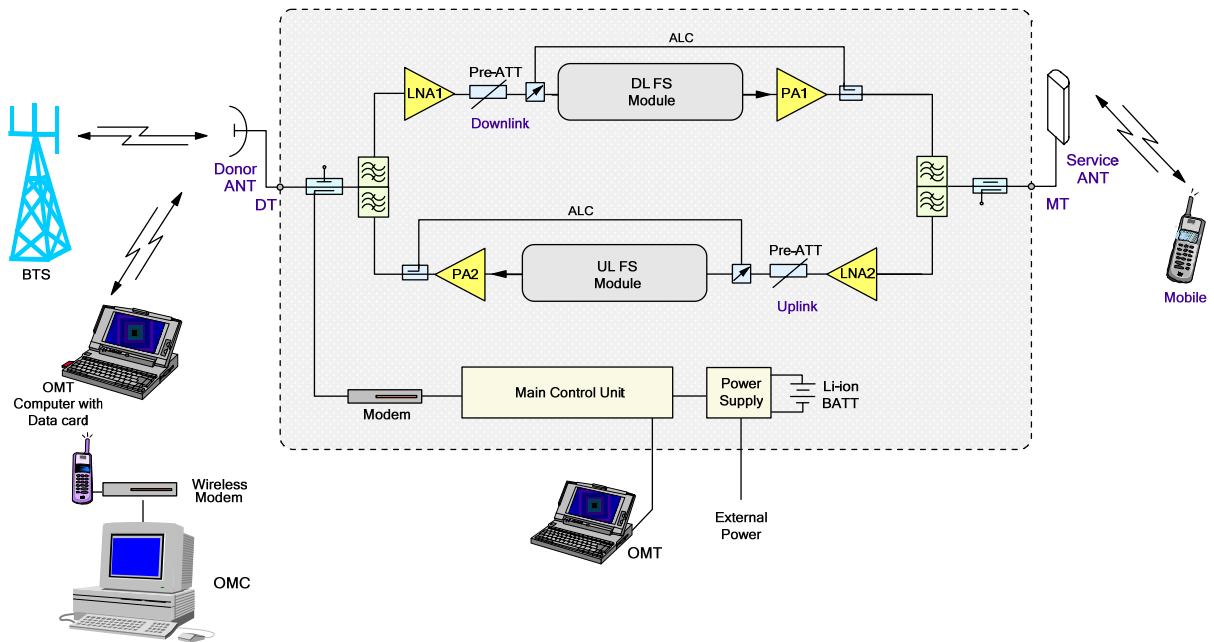 ALC
LNA1
Pre-ATT
DL FS
Module
PA1
Downlink
BTS
Donor
ANT
DT
Service
ANT
MT
Mobile
ALC
PA2
UL FS
Module
Pre-ATT
LNA2
Uplink
OMT
Computer with
Data card
Modem
Main Control Unit
Power
Supply
Li-ion
BATT
Wireless
Modem
OMC
OMT
External
Power